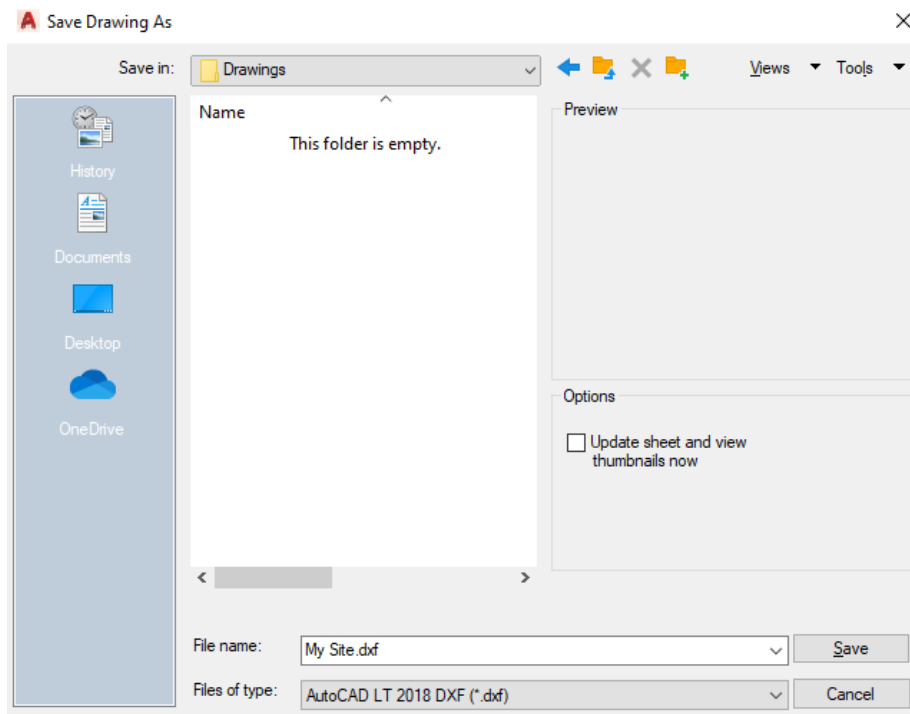 Save Drawing As
Save in:
Drawings
Views
Tools
History
Documents
Desktop
OneDrive
Name
This folder is empty.
Preview
Options
Update sheet and view
thumbnails now
File name:
My Site.dxf
Save
Files of type:
AutoCAD LT 2018 DXF (*.dxf)
Cancel